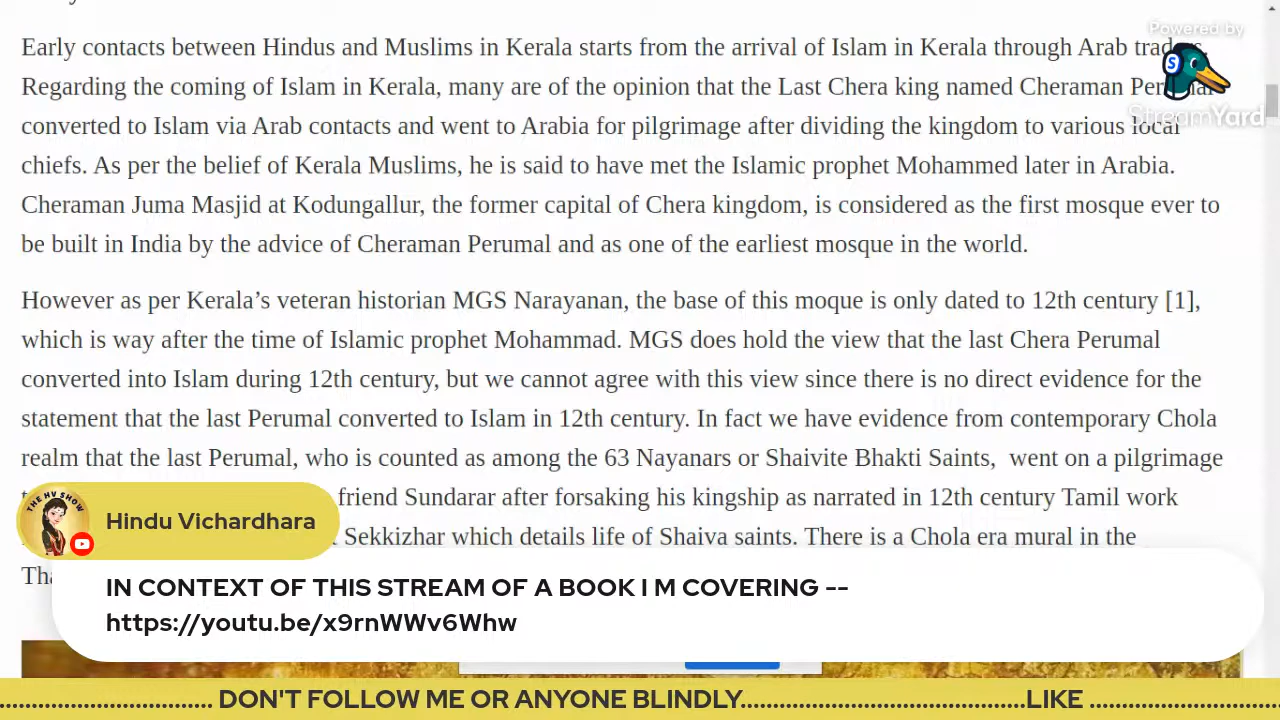 Powered by
StreamYard
Early contacts between Hindus and Muslims in Kerala starts from the arrival of Islam in Kerala through Arab traders.
Regarding the coming of Islam in Kerala, many are of the opinion that the Last Chera king named Cheraman Perumal
converted to Islam via Arab contacts and went to Arabia for pilgrimage after dividing the kingdom to various local
chiefs. As per the belief of Kerala Muslims, he is said to have met the Islamic prophet Mohammed later in Arabia.
Cheraman Juma Masjid at Kodungallur, the former capital of Chera kingdom, is considered as the first mosque ever to
be built in India by the advice of Cheraman Perumal and as one of the earliest mosque in the world.
However as per Kerala’s veteran historian MGS Narayanan, the base of this moque is only dated to 12th century [1],
which is way after the time of Islamic prophet Mohammad. MGS does hold the view that the last Chera Perumal
converted into Islam during 12th century, but we cannot agree with this view since there is no direct evidence for the
statement that the last Perumal converted to Islam in 12th century. In fact we have evidence from contemporary Chola
realm that the last Perumal, who is counted as among the 63 Nayanars or Shaivite Bhakti Saints, went on a pilgrimage
friend Sundarar after forsaking his kingship as narrated in 12th century Tamil work
Sekkizhar which details life of Shaiva saints. There is a Chola era mural in the
THE HV SHOW
Hindu Vichardhara
IN CONTEXT OF THIS STREAM OF A BOOK I M COVERING --
https://youtu.be/x9rnWWv6Whw
................................. DON'T FOLLOW ME OR ANYONE BLINDLY............................................LIKE ..............................